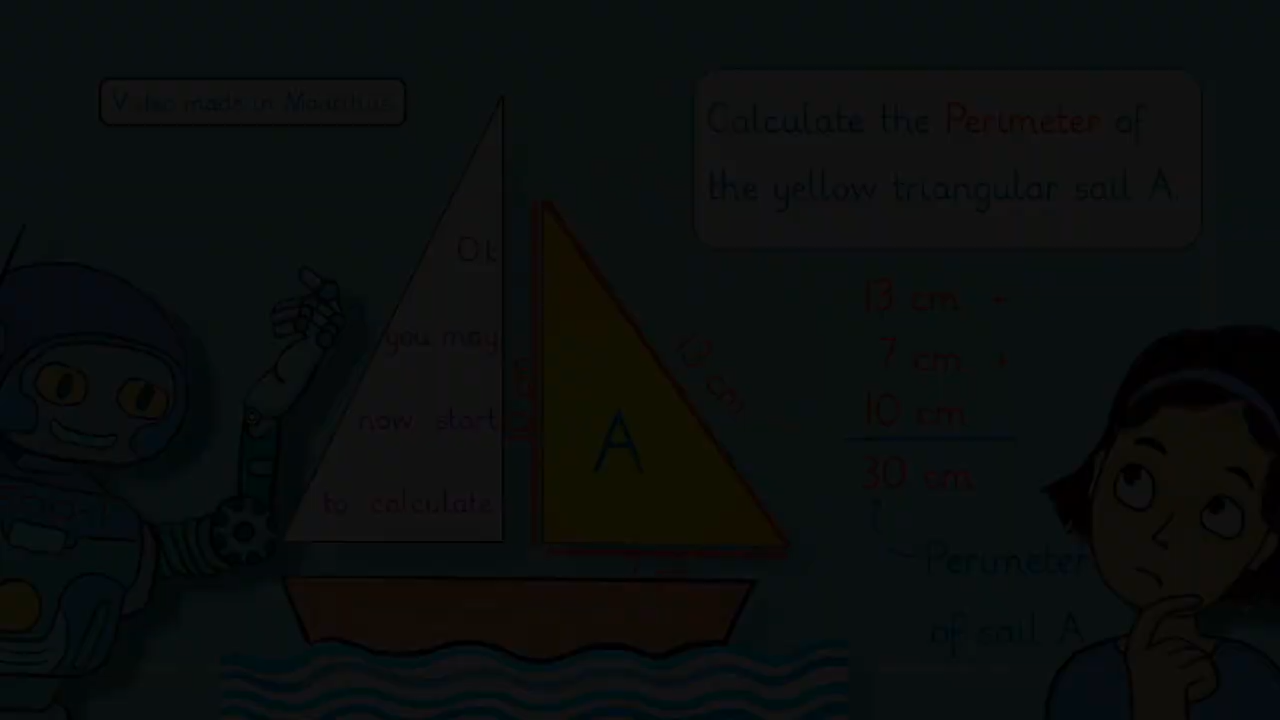 Video made in Mauritius
Calculate the Perimeter of
the yellow triangular sail A.
Ok
you may
now start
to calculate
13 cm +
7 cm +
10 cm
30 cm
A
Perimeter
of sail A